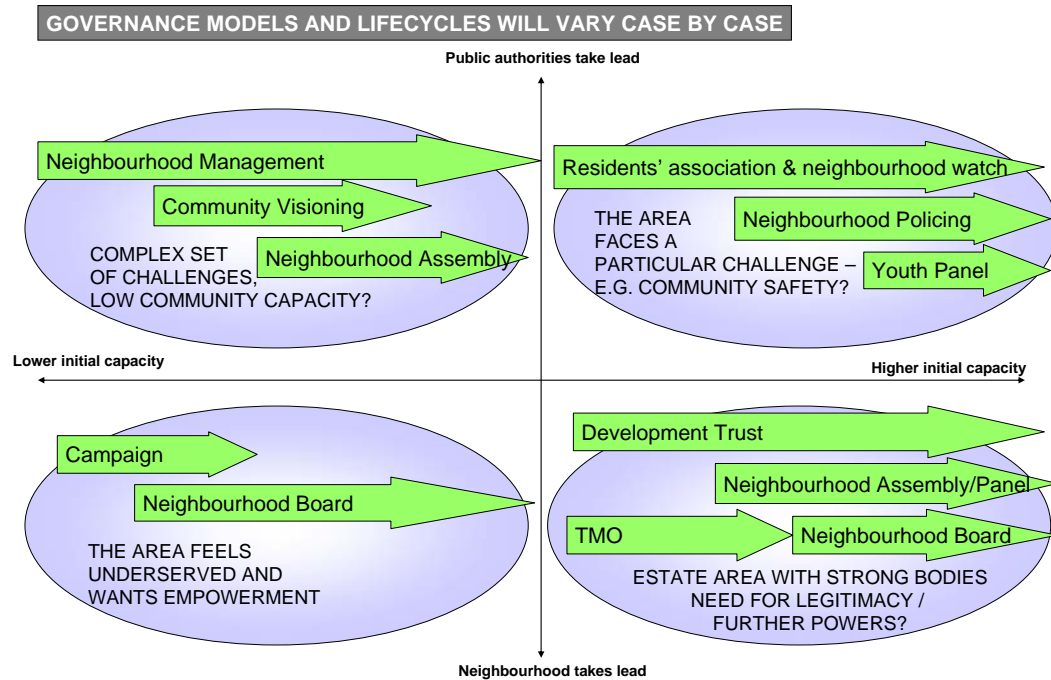 GOVERNANCE MODELS AND LIFECYCLES WILL VARY CASE BY CASE
Public authorities take lead
Neighbourhood Management
Community Visioning
Neighbourhood Assembly
COMPLEX SET
OF CHALLENGES,
LOW COMMUNITY CAPACITY?
Residents’ association & neighbourhood watch
Neighbourhood Policing
Youth Panel
THE AREA
FACES A
PARTICULAR CHALLENGE –
E.G. COMMUNITY SAFETY?
Lower initial capacity
Higher initial capacity
Campaign
Neighbourhood Board
THE AREA FEELS
UNDERSERVED AND
WANTS EMPOWERMENT
Development Trust
Neighbourhood Assembly/Panel
TMO
Neighbourhood Board
ESTATE AREA WITH STRONG BODIES
NEED FOR LEGITIMACY /
FURTHER POWERS?
Neighbourhood takes lead